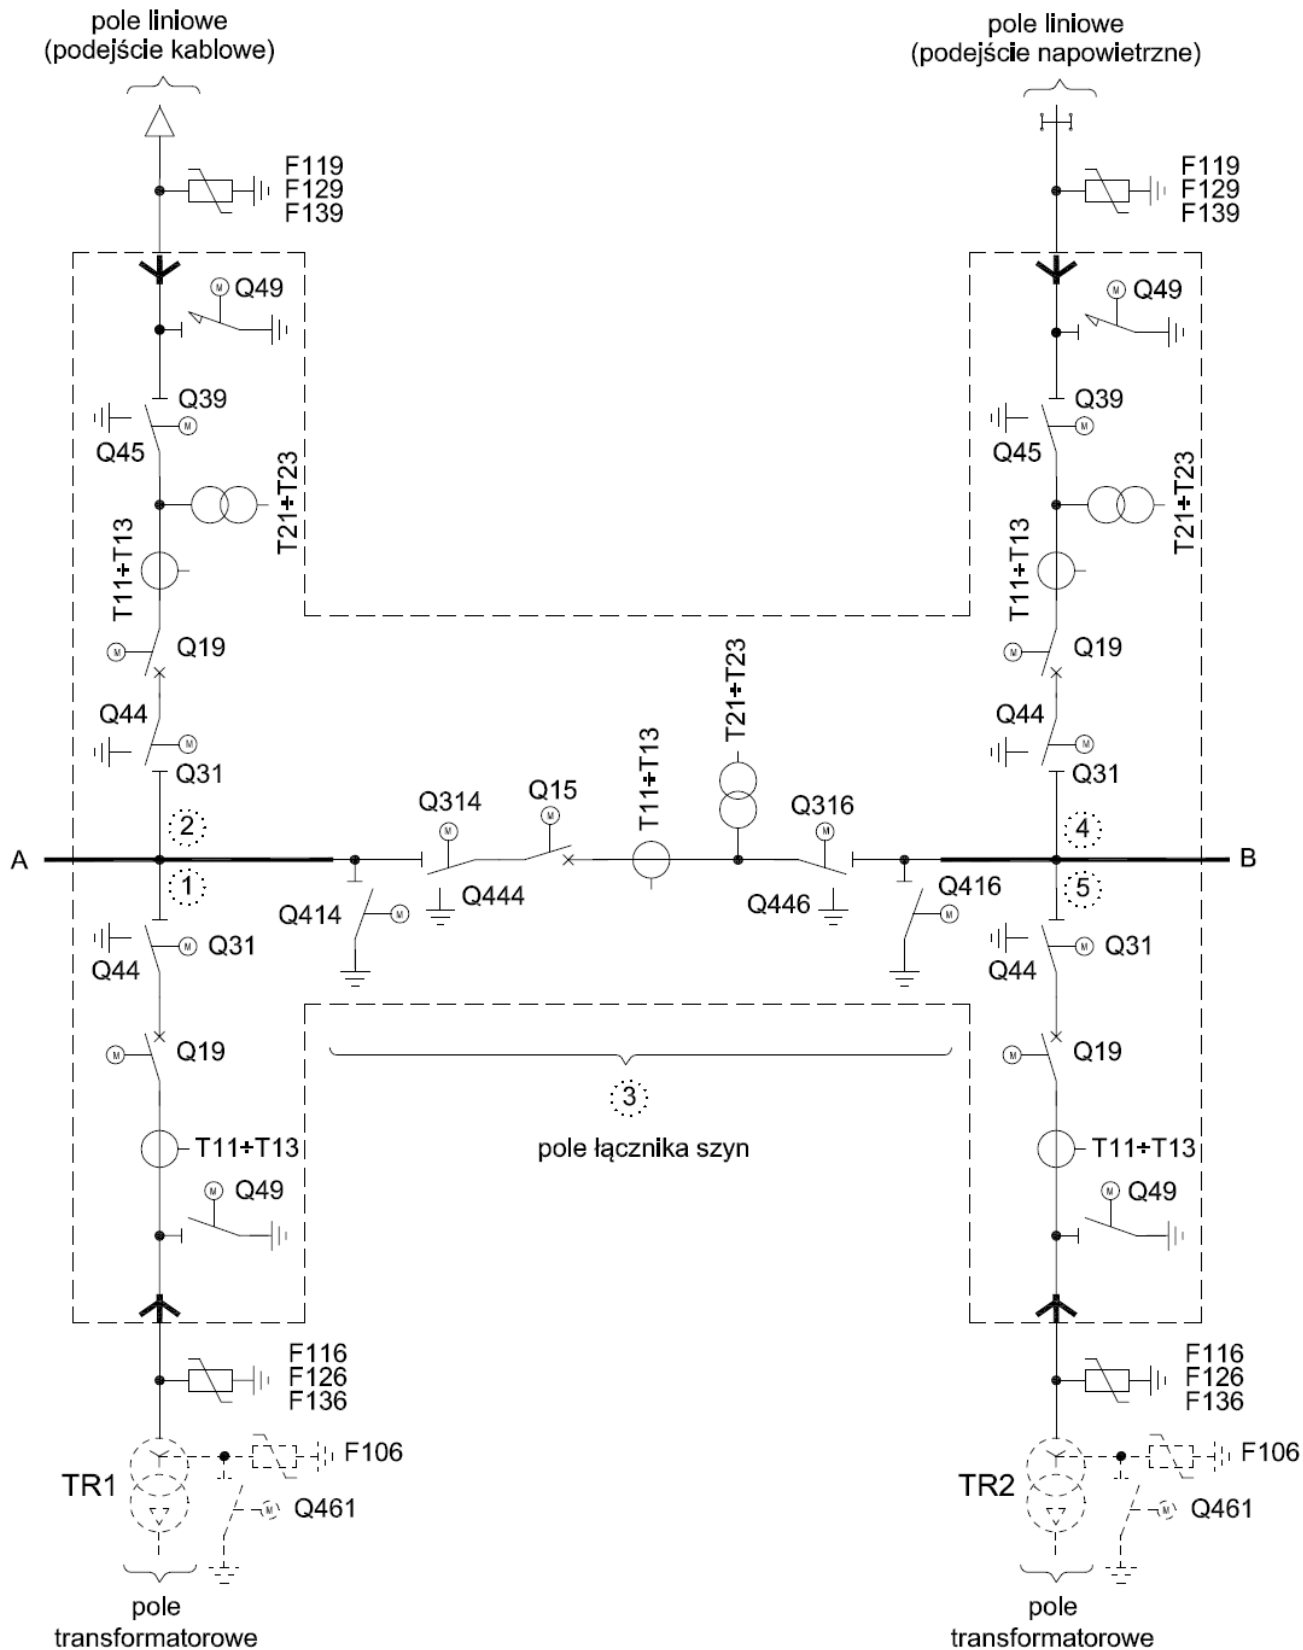 pole liniowe
(podejście kablowe)
pole liniowe
(podejście napowietrzne)
F119
F129
F139
F119
F129
F139
M
Q49
M
Q49
Q39
M
Q45
Q39
M
Q45
T21÷T23
T21÷T23
T11÷T13
T11÷T13
M
Q19
M
Q19
Q44
M
Q31
Q44
M
Q31
T21÷T23
T11÷T13
Q314
M
Q15
M
Q316
M
2
4
A
B
1
5
Q414
M
Q444
Q446
Q416
M
M
Q31
Q44
M
Q31
Q44
M
Q19
M
Q19
3
pole łącznika szyn
T11÷T13
T11÷T13
M
Q49
M
Q49
F116
F126
F136
F116
F126
F136
F106
F106
TR1
M
Q461
TR2
M
Q461
pole
transformatorowe
pole
transformatorowe